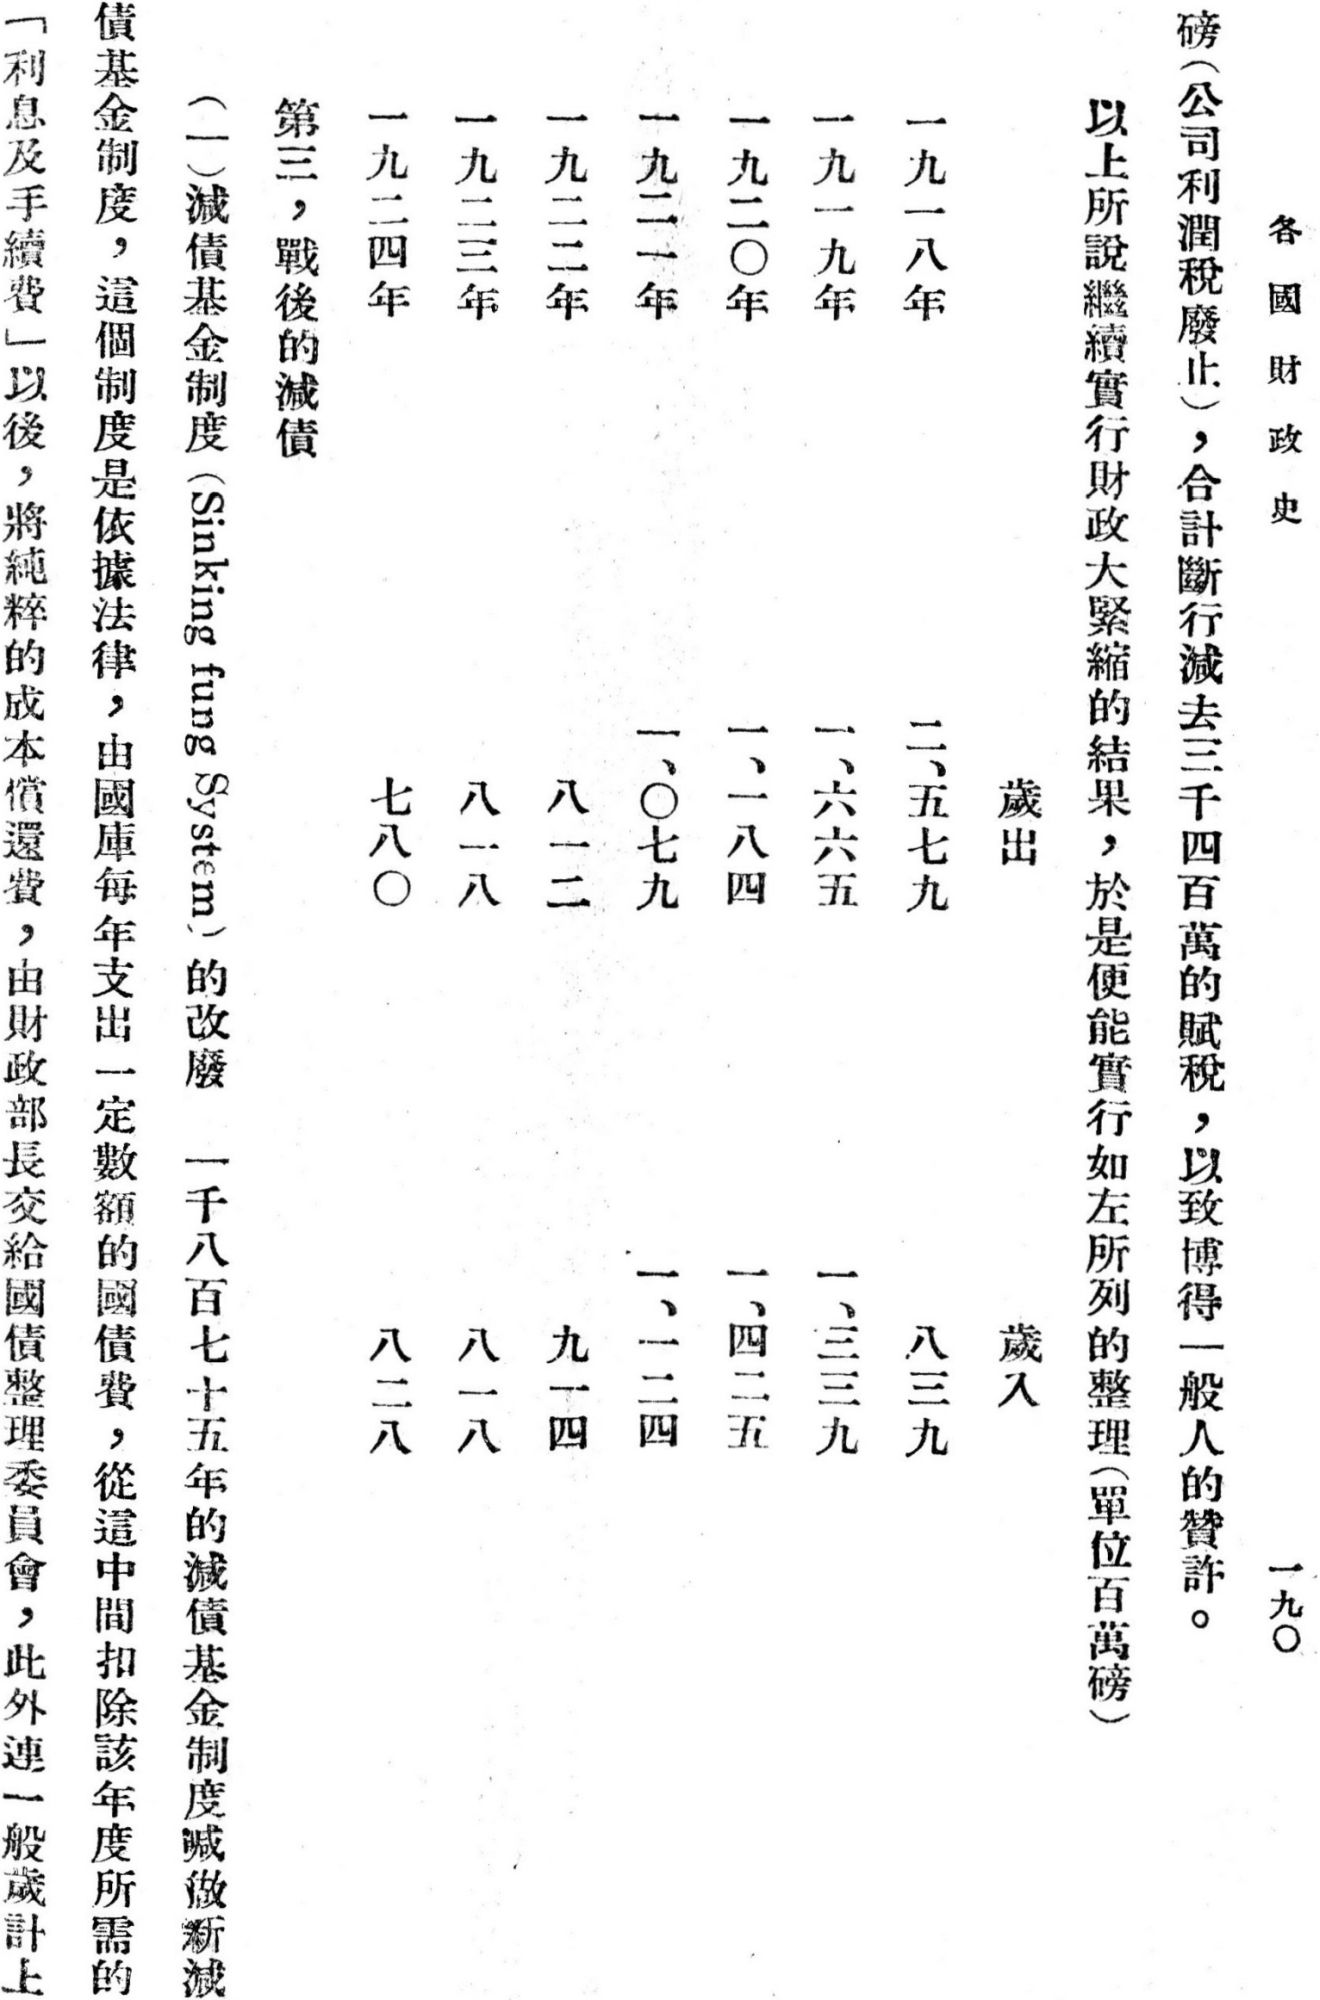 各國財政史
一九〇
磅(公司利潤稅廢止)，合計斷行減去三千四百萬的賦稅，以致博得一般人的贊許。
以上所說繼續實行財政大緊縮的結果，於是便能實行如左所列的整理(單位百萬磅)
歲出 歲入
一九一八年 二、五七九 八三九
一九一九年 一、六六五 一、三三九
一九二〇年 一、一八四 一、四二五
一九二一年 一、〇七九 一、一二四
一九二二年 八一二 九一四
一九二三年 八一八 八一八
一九二四年 七八〇 八二八
第三，戰後的減債
(一)減債基金制度(Sinking fung System)的改廢 一千八百七十五年的減債基金制度喊做新減
債基金制度，這個制度是依據法律，由國庫每年支出一定數額的國債費，從這中間扣除該年度所需的
「利息及手續費」以後，將純粹的成本償還費，由財政部長交給國債整理委員會，此外連一般歲計上